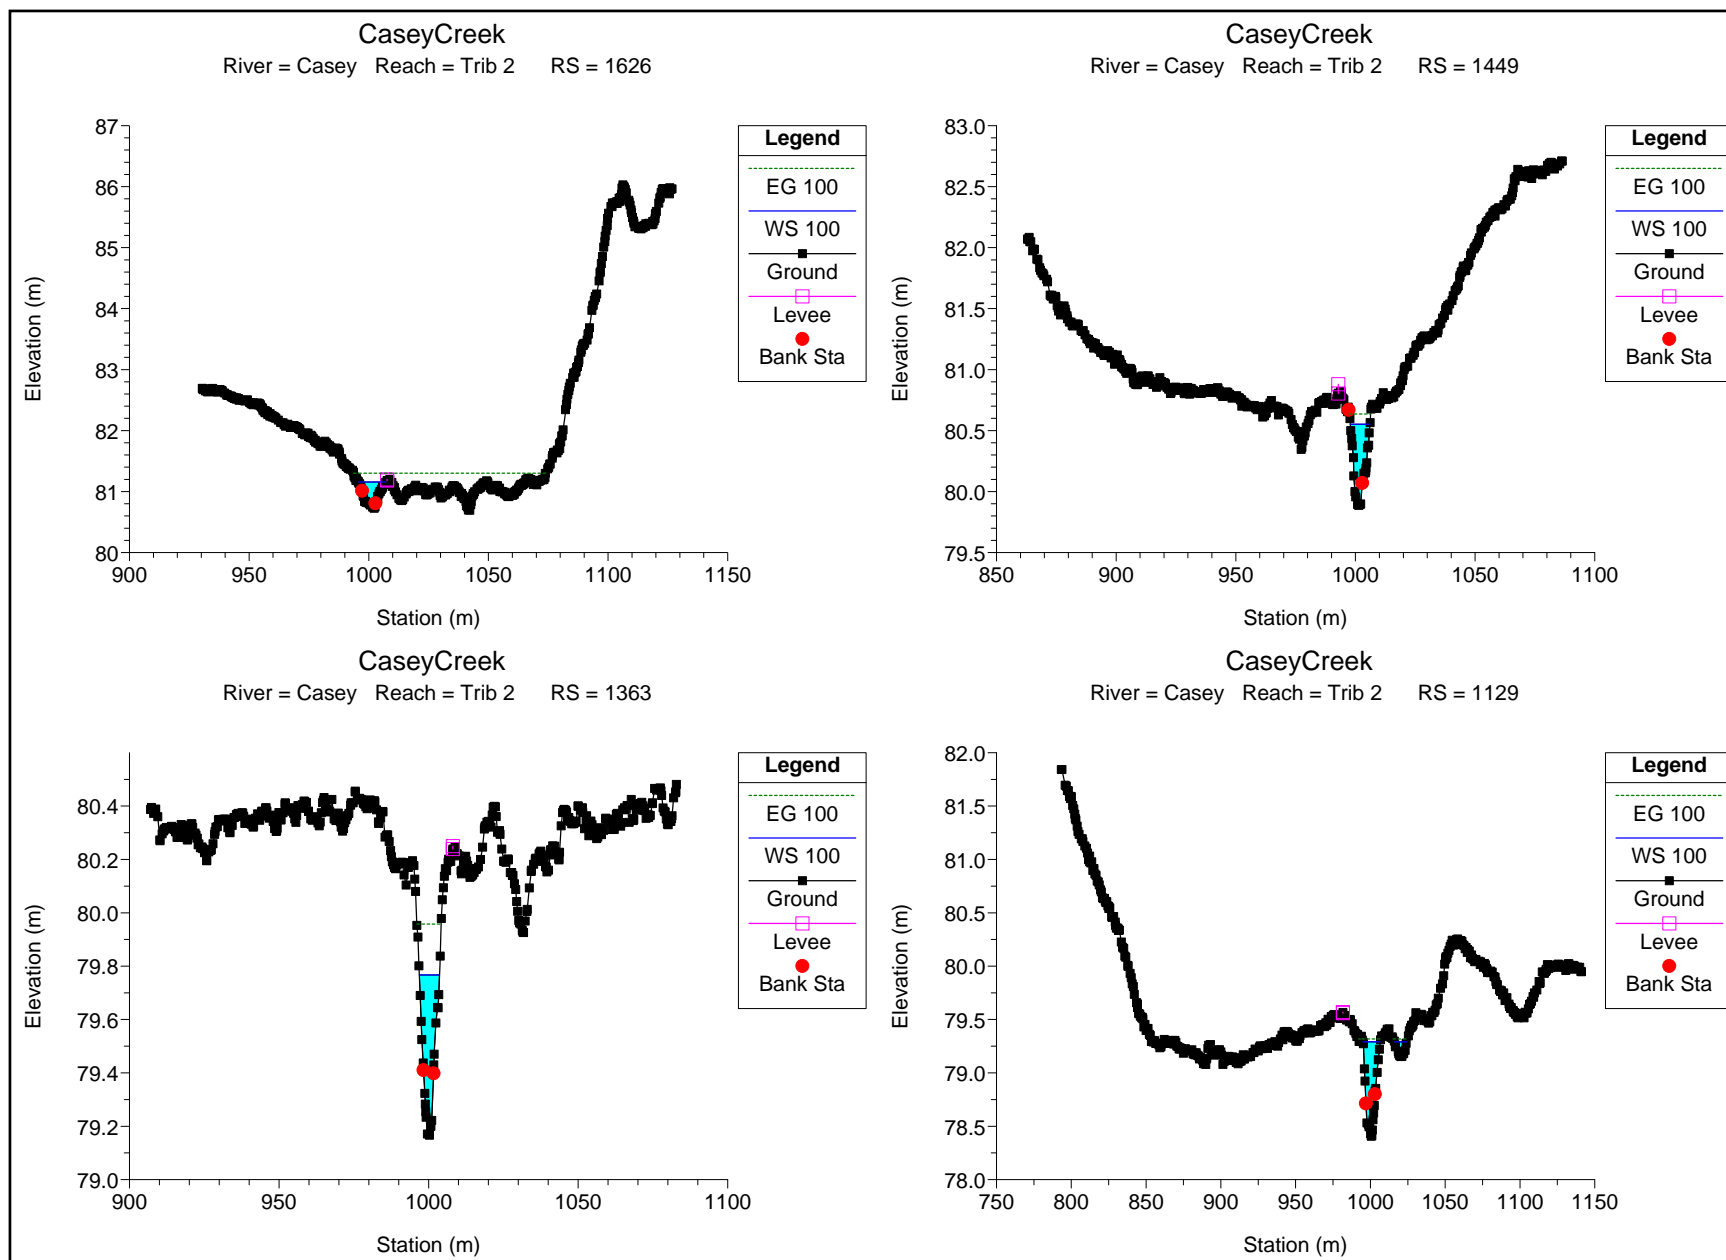 CaseyCreek
River = Casey Reach = Trib 2 RS = 1626
87
86
85
84
83
82
81
80
900
950
1000
1050
1100
1150
Elevation (m)
Station (m)
Legend
EG 100
WS 100
Ground
Levee
Bank Sta
CaseyCreek
River = Casey Reach = Trib 2 RS = 1449
83.0
82.5
82.0
81.5
81.0
80.5
80.0
79.5
850
900
950
1000
1050
1100
Elevation (m)
Station (m)
Legend
EG 100
WS 100
Ground
Levee
Bank Sta
CaseyCreek
River = Casey Reach = Trib 2 RS = 1363
80.4
80.2
80.0
79.8
79.6
79.4
79.2
79.0
900
950
1000
1050
1100
Elevation (m)
Station (m)
Legend
EG 100
WS 100
Ground
Levee
Bank Sta
CaseyCreek
River = Casey Reach = Trib 2 RS = 1129
82.0
81.5
81.0
80.5
80.0
79.5
79.0
78.5
78.0
750
800
850
900
950
1000
1050
1100
1150
Elevation (m)
Station (m)
Legend
EG 100
WS 100
Ground
Levee
Bank Sta